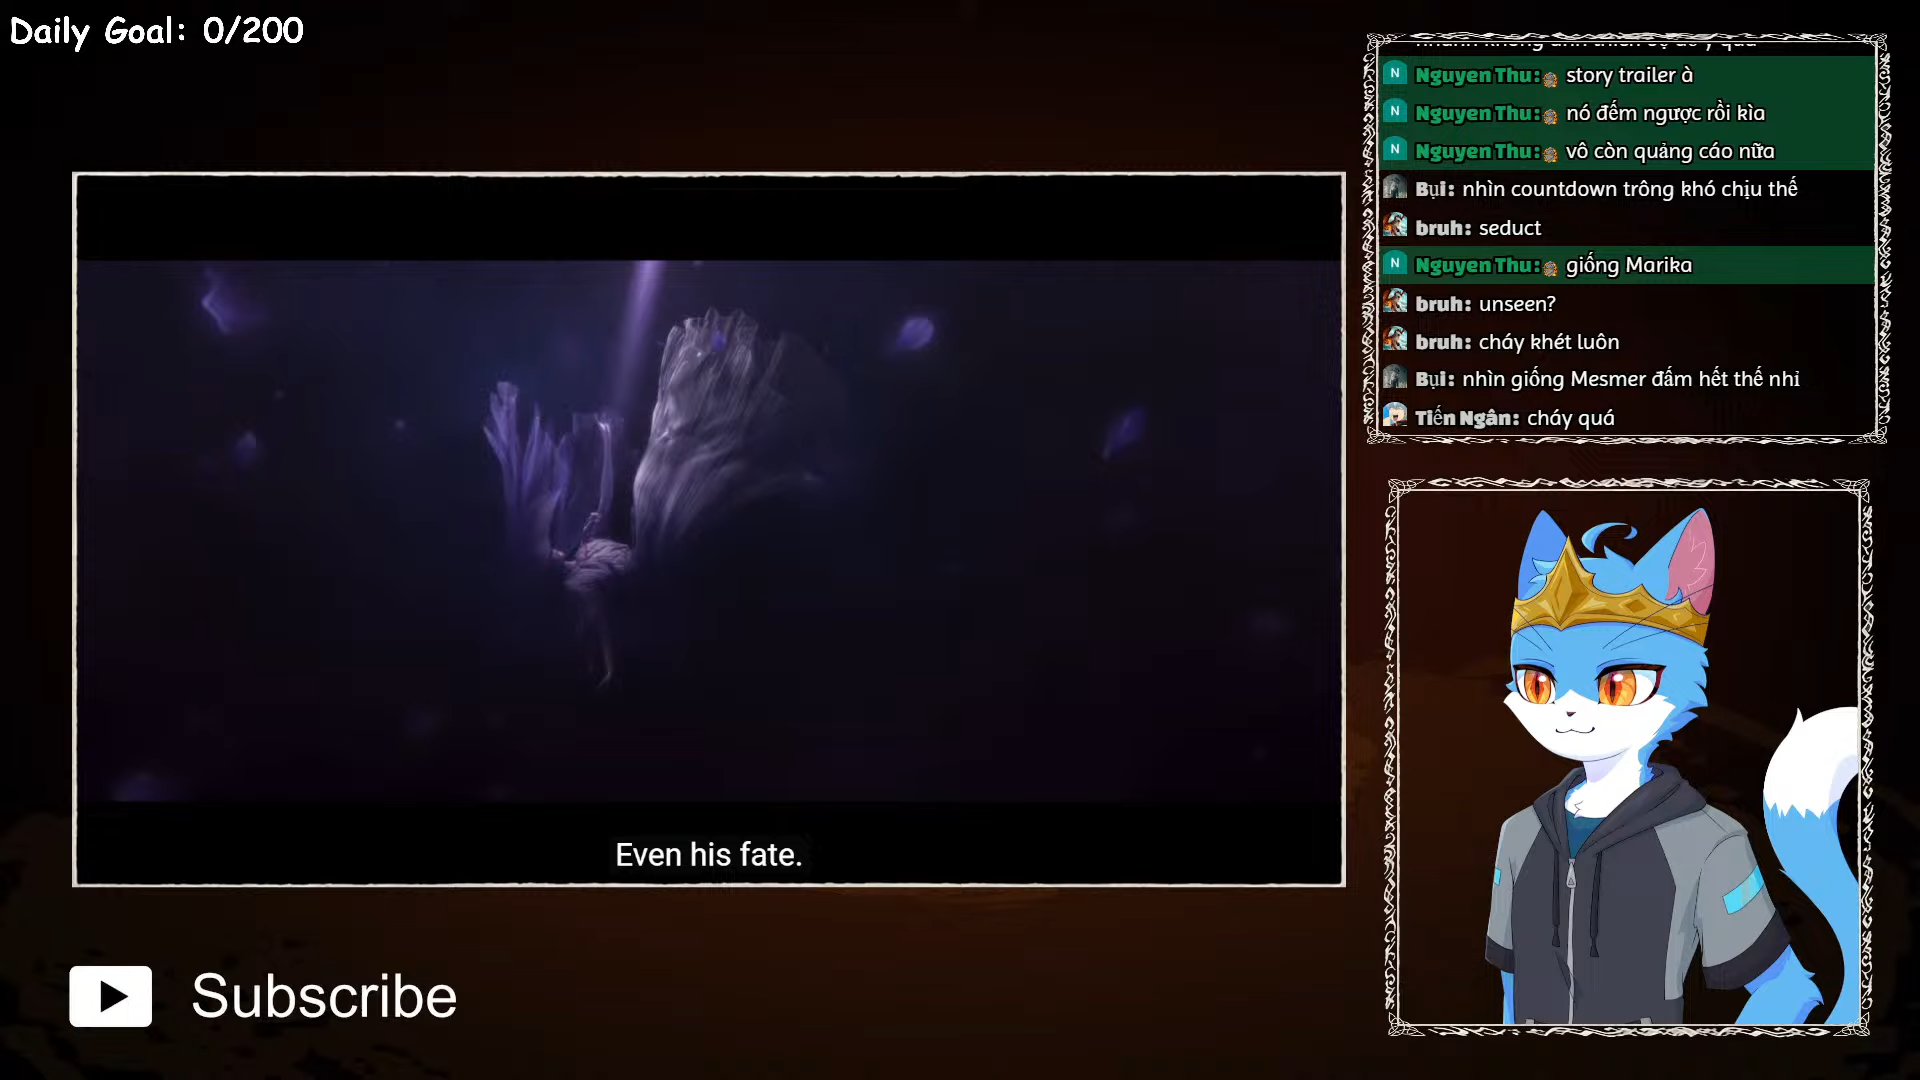 Daily Goal: 0/200
Nguyen Thu: story trailer à
Nguyen Thu: nó đếm ngược rồi kìa
Nguyen Thu: vô còn quảng cáo nữa
Bụi: nhìn countdown trông khó chịu thế
bruh: seduct
Nguyen Thu: giống Marika
bruh: unseen?
bruh: cháy khét luôn
Bụi: nhìn giống Mesmer đấm hết thế nhỉ
Tiến Ngân: cháy quá
Even his fate.
Subscribe